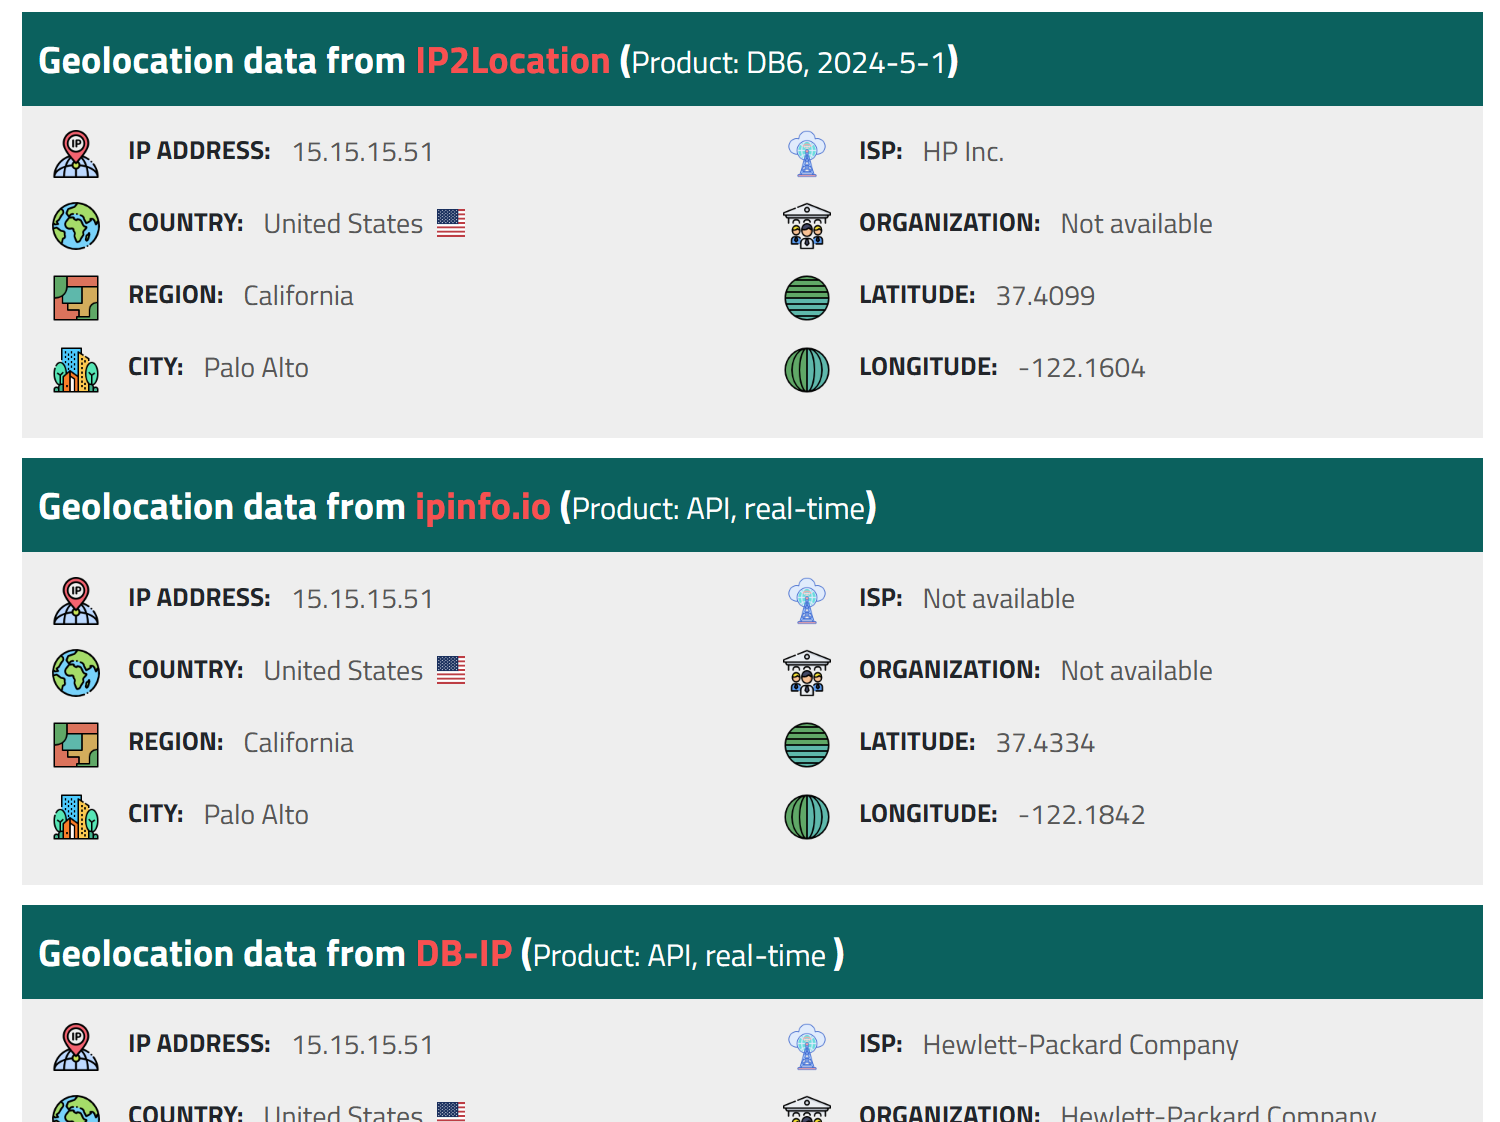 Geolocation data from IP2Location (Product: DB6, 2024-5-1)
IP ADDRESS: 15.15.15.51
ISP: HP Inc.
COUNTRY: United States
ORGANIZATION: Not available
REGION: California
LATITUDE: 37.4099
CITY: Palo Alto
LONGITUDE: -122.1604
Geolocation data from ipinfo.io (Product: API, real-time)
IP ADDRESS: 15.15.15.51
ISP: Not available
COUNTRY: United States
ORGANIZATION: Not available
REGION: California
LATITUDE: 37.4334
CITY: Palo Alto
LONGITUDE: -122.1842
Geolocation data from DB-IP (Product: API, real-time )
IP ADDRESS: 15.15.15.51
ISP: Hewlett-Packard Company
COUNTRY: United States
ORGANIZATION: Hewlett-Packard Company